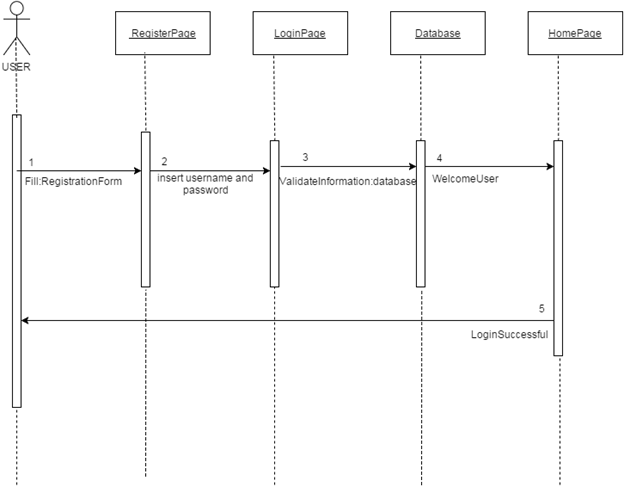 RegisterPage
LoginPage
Database
HomePage
USER
1
Fill:RegistrationForm
2
insert username and
password
3
ValidateInformation:database
4
WelcomeUser
5
LoginSuccessful